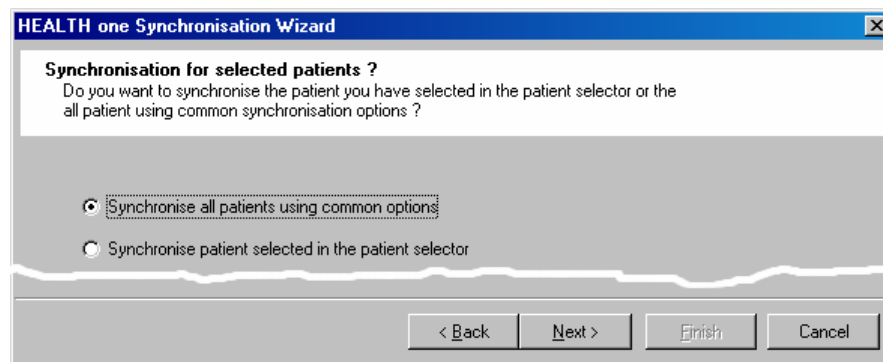 HEALTH one Synchronisation Wizard
Synchronisation for selected patients ?
Do you want to synchronise the patient you have selected in the patient selector or the
all patient using common synchronisation options ?
Synchronise all patients using common options
Synchronise patient selected in the patient selector
< Back Next > Finish Cancel